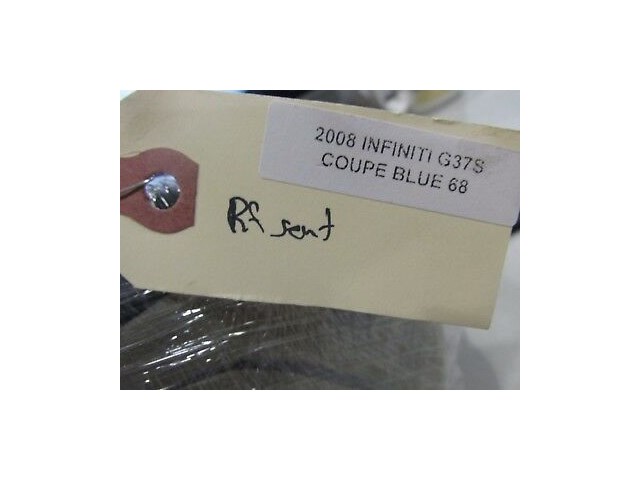 2008 INFINITI G37S
COUPE BLUE 68
Rf sent